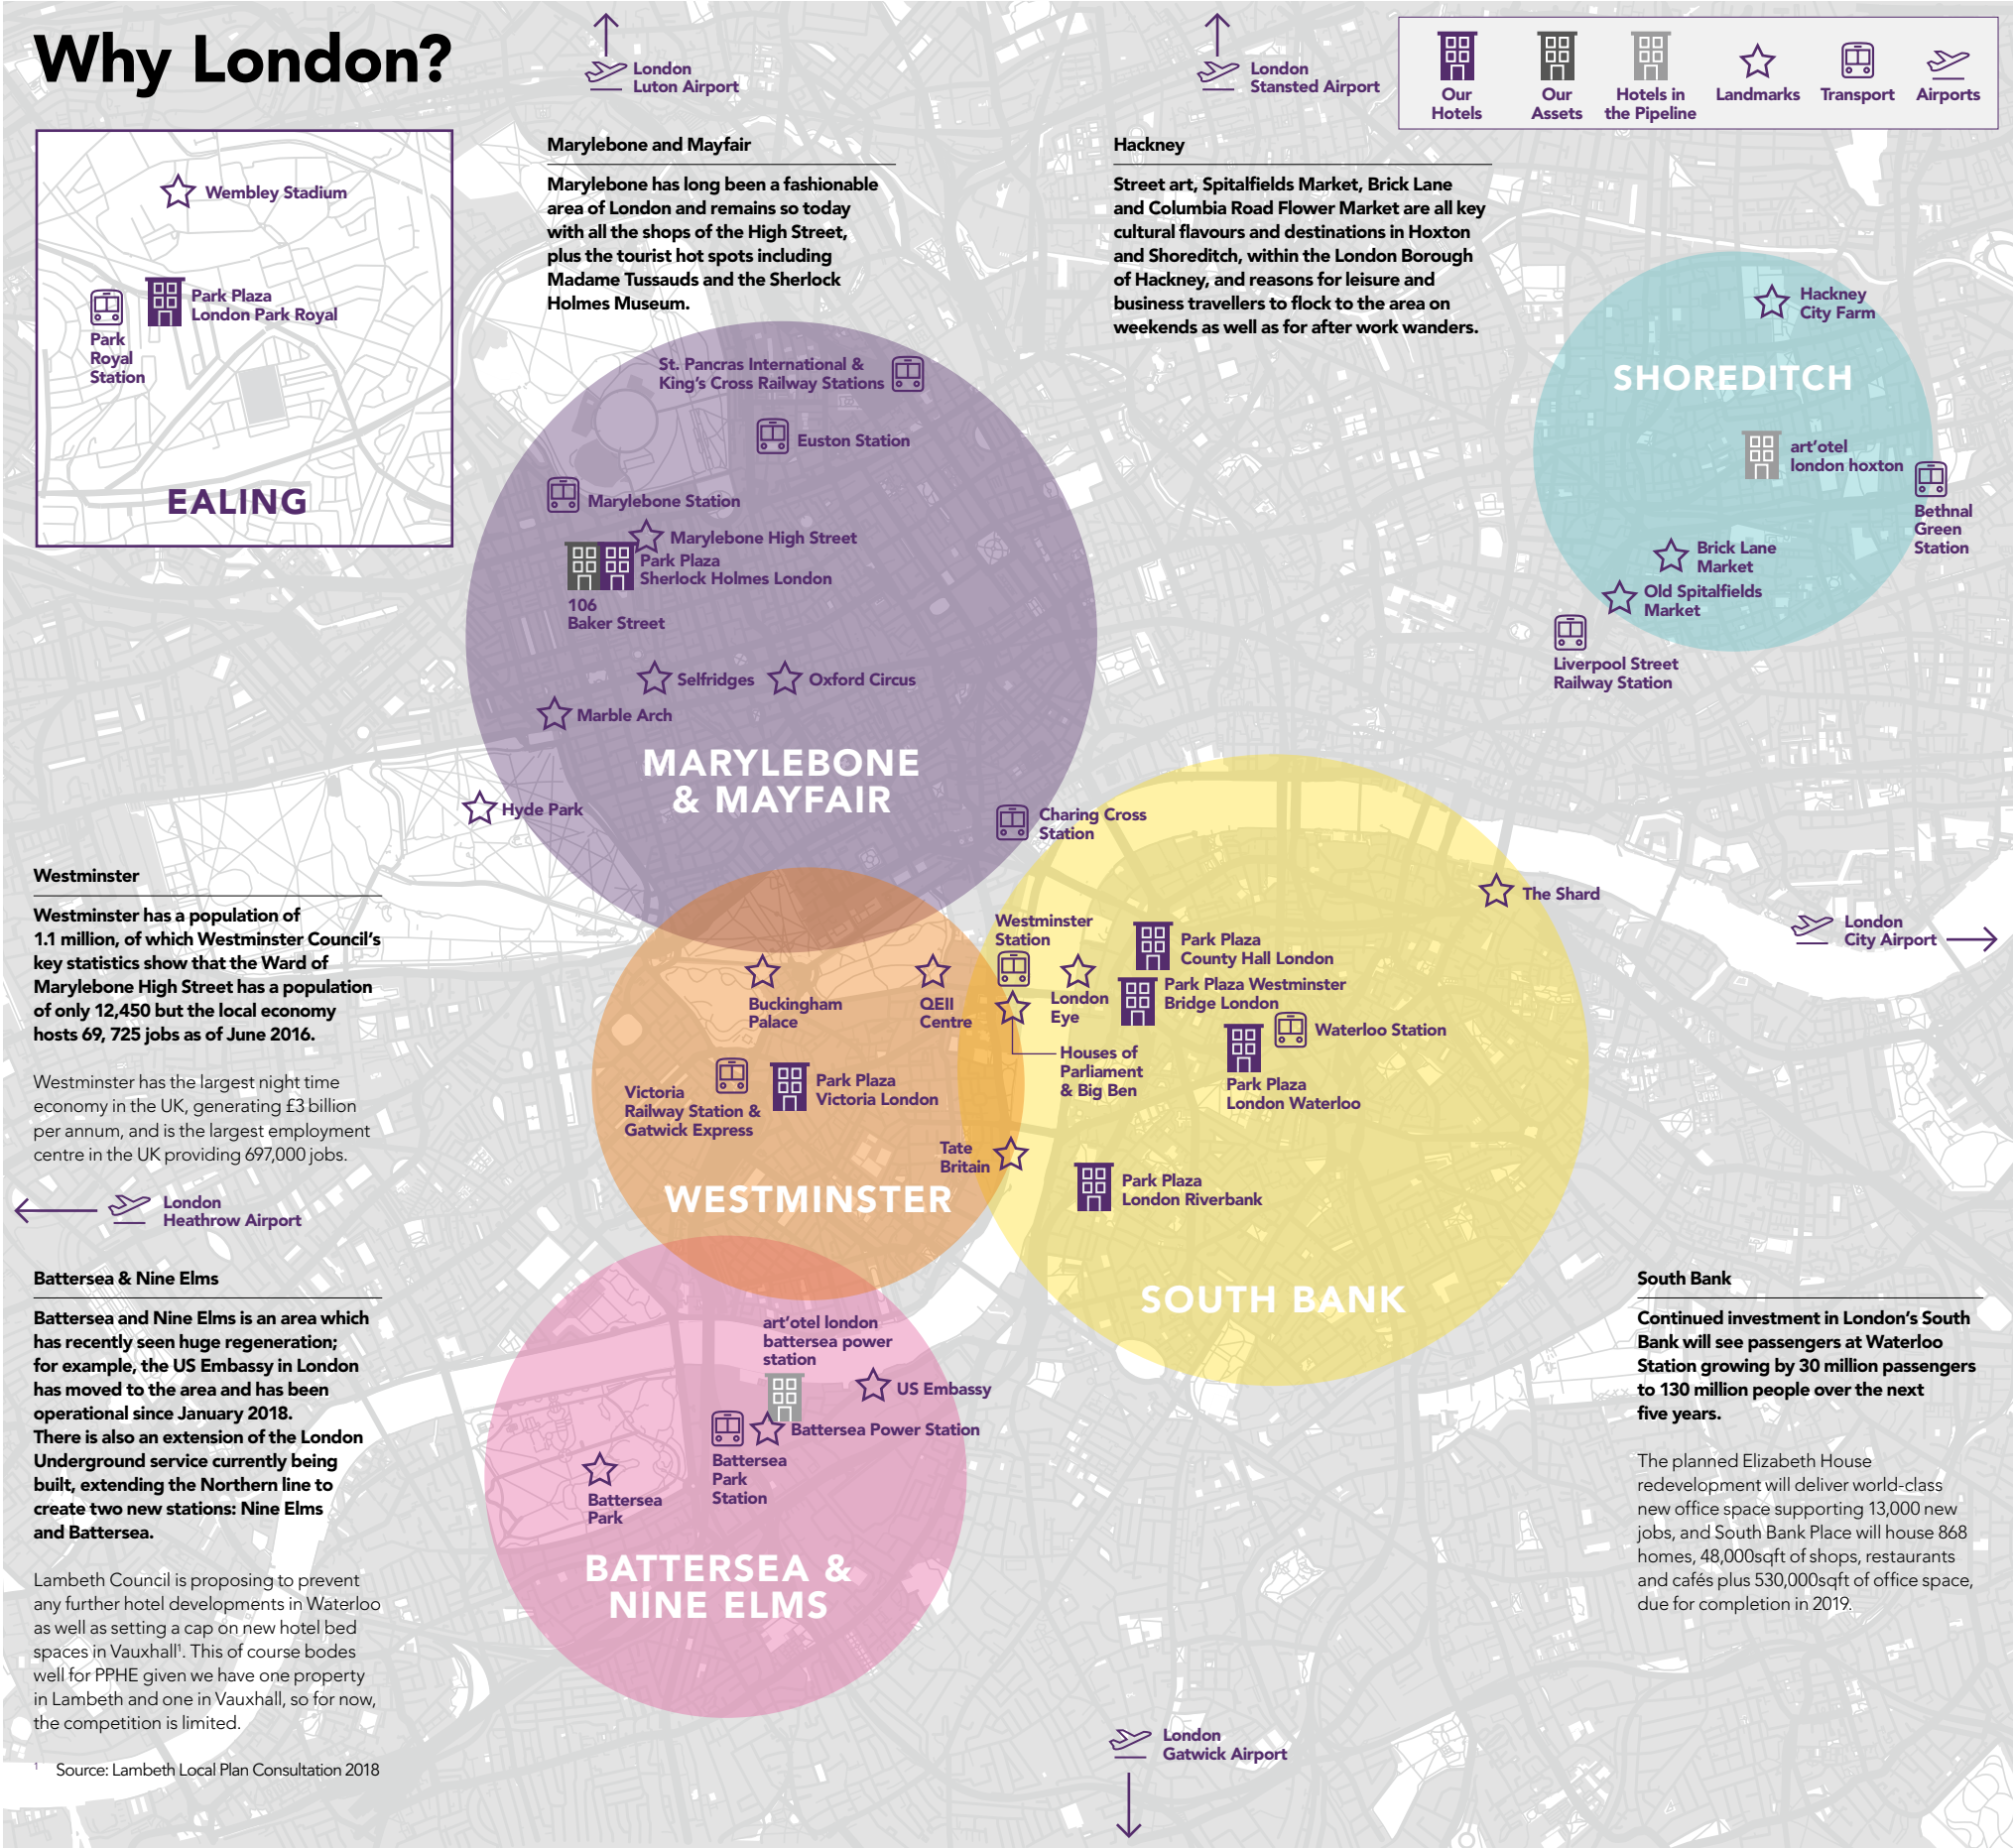 Why London?
London
Luton Airport
London
Stansted Airport
Our
Hotels
Our
Assets
Hotels in
the Pipeline
Landmarks
Transport
Airports
Wembley Stadium
Park Plaza
London Park Royal
Park
Royal
Station
EALING
Marylebone and Mayfair
Marylebone has long been a fashionable
area of London and remains so today
with all the shops of the High Street,
plus the tourist hot spots including
Madame Tussauds and the Sherlock
Holmes Museum.
Hackney
Street art, Spitalfields Market, Brick Lane
and Columbia Road Flower Market are all key
cultural flavours and destinations in Hoxton
and Shoreditch, within the London Borough
of Hackney, and reasons for leisure and
business travellers to flock to the area on
weekends as well as for after work wanders.
Hackney
City Farm
SHOREDITCH
art'otel
london hoxton
Bethnal
Green
Station
Brick Lane
Market
Old Spitalfields
Market
Liverpool Street
Railway Station
St. Pancras International &
King's Cross Railway Stations
Euston Station
Marylebone Station
Marylebone High Street
Park Plaza
Sherlock Holmes London
106
Baker Street
Selfridges
Oxford Circus
Marble Arch
MARYLEBONE
& MAYFAIR
Hyde Park
Charing Cross
Station
The Shard
London
City Airport
Westminster
Westminster has a population of
1.1 million, of which Westminster Council's
key statistics show that the Ward of
Marylebone High Street has a population
of only 12,450 but the local economy
hosts 69, 725 jobs as of June 2016.
Westminster has the largest night time
economy in the UK, generating £3 billion
per annum, and is the largest employment
centre in the UK providing 697,000 jobs.
London
Heathrow Airport
Westminster
Station
Park Plaza
County Hall London
Buckingham
Palace
QEII
Centre
London
Eye
Park Plaza Westminster
Bridge London
Waterloo Station
Houses of
Parliament
& Big Ben
Park Plaza
London Waterloo
Victoria
Railway Station &
Gatwick Express
Park Plaza
Victoria London
Tate
Britain
Park Plaza
London Riverbank
WESTMINSTER
SOUTH BANK
Battersea & Nine Elms
Battersea and Nine Elms is an area which
has recently seen huge regeneration;
for example, the US Embassy in London
has moved to the area and has been
operational since January 2018.
There is also an extension of the London
Underground service currently being
built, extending the Northern line to
create two new stations: Nine Elms
and Battersea.
Lambeth Council is proposing to prevent
any further hotel developments in Waterloo
as well as setting a cap on new hotel bed
spaces in Vauxhall¹. This of course bodes
well for PPHE given we have one property
in Lambeth and one in Vauxhall, so for now,
the competition is limited.
1 Source: Lambeth Local Plan Consultation 2018
art'otel london
battersea power
station
US Embassy
Battersea Power Station
Battersea
Park
Station
Battersea
Park
BATTERSEA &
NINE ELMS
South Bank
Continued investment in London's South
Bank will see passengers at Waterloo
Station growing by 30 million passengers
to 130 million people over the next
five years.
The planned Elizabeth House
redevelopment will deliver world-class
new office space supporting 13,000 new
jobs, and South Bank Place will house 868
homes, 48,000sqft of shops, restaurants
and cafés plus 530,000sqft of office space,
due for completion in 2019.
London
Gatwick Airport